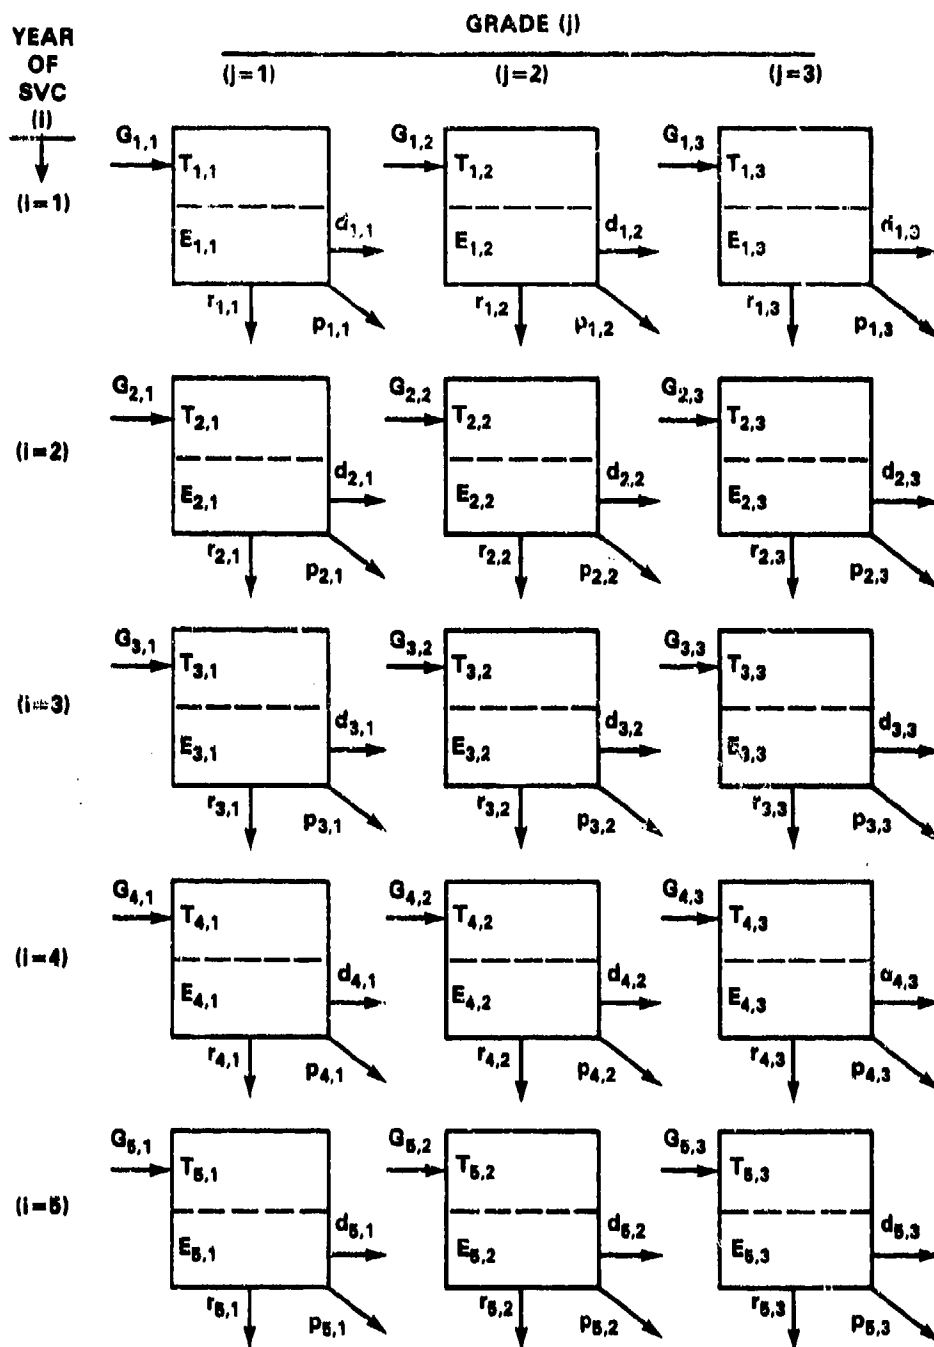 GRADE (j)
YEAR
OF
SVC
(i)
(j=1) (j=2) (j=3)
G1,1 G1,2 G1,3
T1,1 T1,2 T1,3
(i=1)
d1,1 d1,2 d1,3
E1,1 E1,2 E1,3
r1,1 r1,2 r1,3
p1,1 p1,2 p1,3
G2,1 G2,2 G2,3
T2,1 T2,2 T2,3
(i=2)
d2,1 d2,2 d2,3
E2,1 E2,2 E2,3
r2,1 r2,2 r2,3
p2,1 p2,2 p2,3
G3,1 G3,2 G3,3
T3,1 T3,2 T3,3
(i=3)
d3,1 d3,2 d3,3
E3,1 E3,2 E3,3
r3,1 r3,2 r3,3
p3,1 p3,2 p3,3
G4,1 G4,2 G4,3
T4,1 T4,2 T4,3
(i=4)
d4,1 d4,2 d4,3
E4,1 E4,2 E4,3
r4,1 r4,2 r4,3
p4,1 p4,2 p4,3
G5,1 G5,2 G5,3
T5,1 T5,2 T5,3
(i=5)
d5,1 d5,2 d5,3
E5,1 E5,2 E5,3
r5,1 r5,2 r5,3
p5,1 p5,2 p5,3